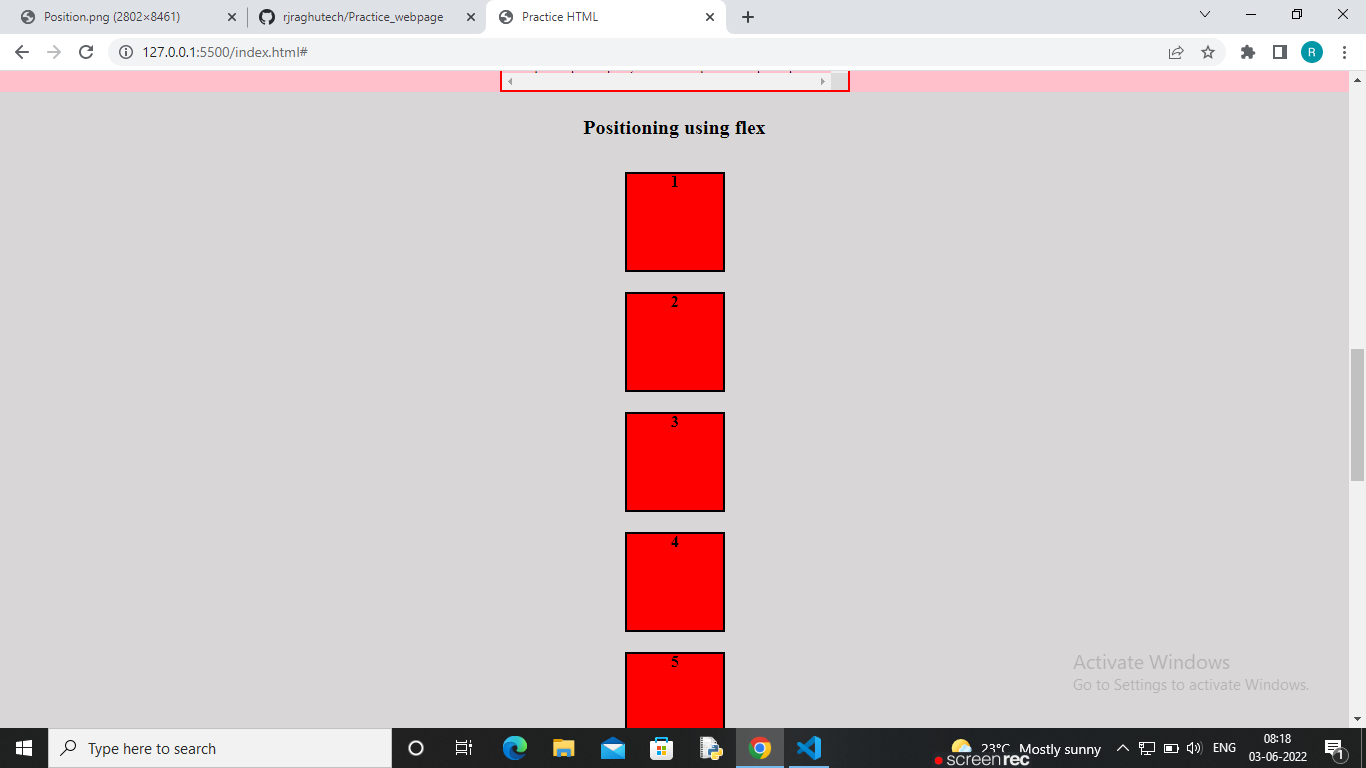 Position.png (2802×8461)
rjraghutech/Practice_webpage
Practice HTML
127.0.0.1:5500/index.html#
R
Positioning using flex
1
2
3
4
5
Activate Windows
Go to Settings to activate Windows.
Type here to search
23°C Mostly sunny
ENG
08:18
03-06-2022
1
screenrec